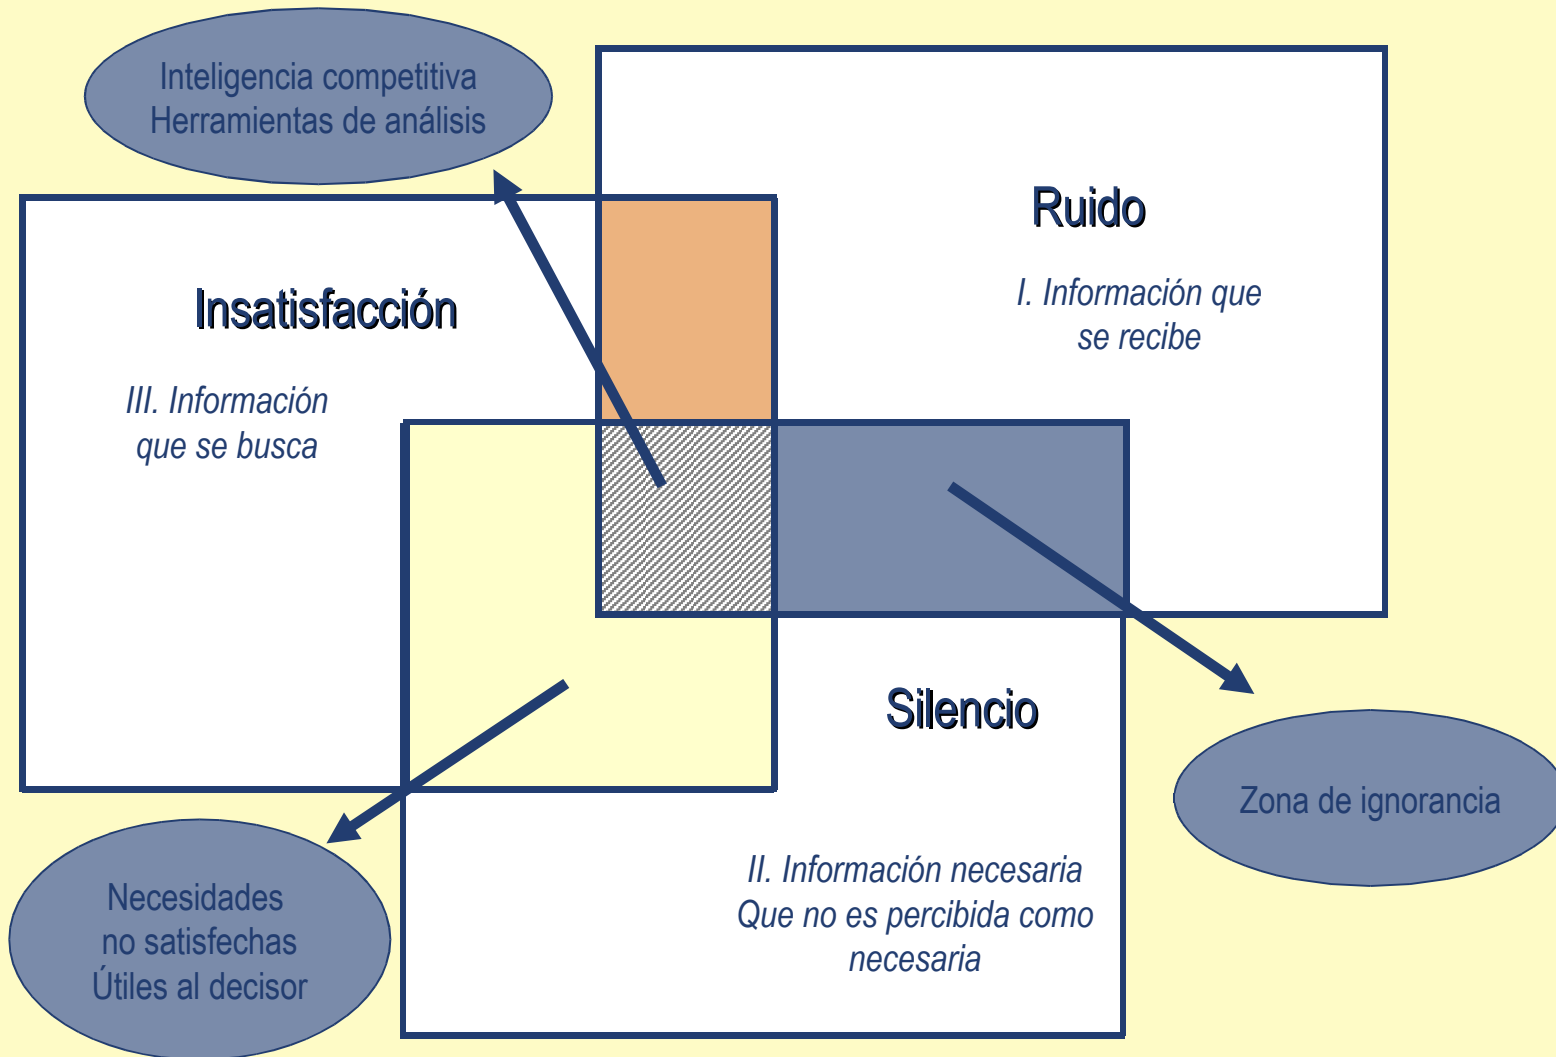 Inteligencia competitiva
Herramientas de análisis
Ruido
I. Información que
se recibe
Insatisfacción
III. Información
que se busca
Silencio
Zona de ignorancia
II. Información necesaria
Que no es percibida como
necesaria
Necesidades
no satisfechas
Útiles al decisor